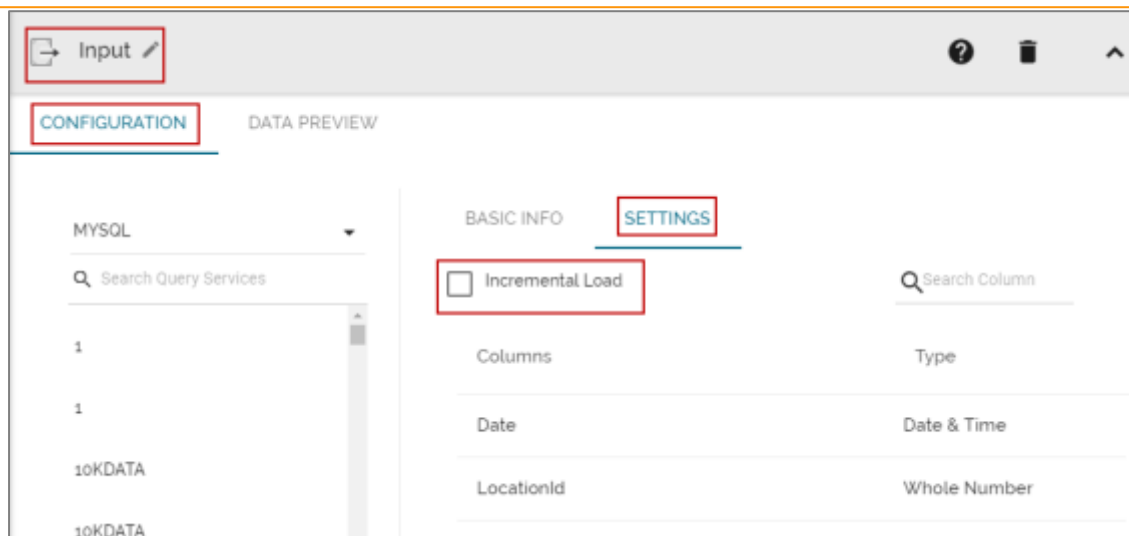 Input
CONFIGURATION DATA PREVIEW
MYSQL
Search Query Services
1
1
10KDATA
10KDATA
BASIC INFO SETTINGS
Incremental Load Search Column
Columns Type
Date Date & Time
LocationId Whole Number